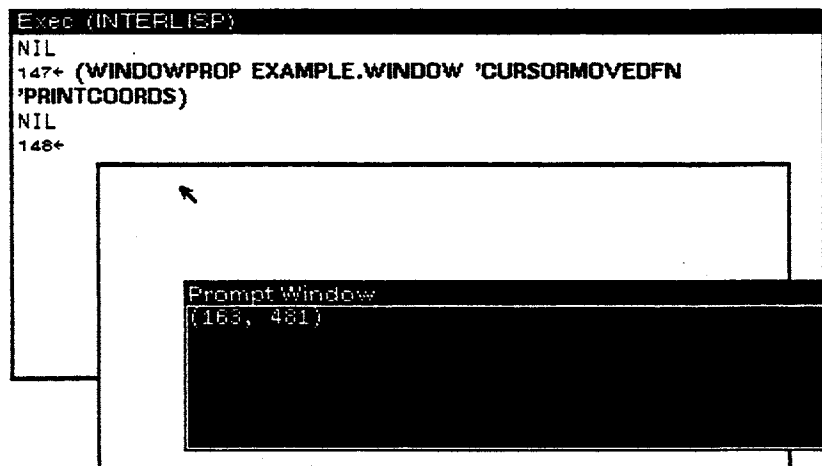 Exec (INTERLISP)
NIL
147← (WINDOWPROP EXAMPLE.WINDOW 'CURSORMOVEDFN
'PRINTCOORDS)
NIL
148←
Prompt Window
(163, 481)